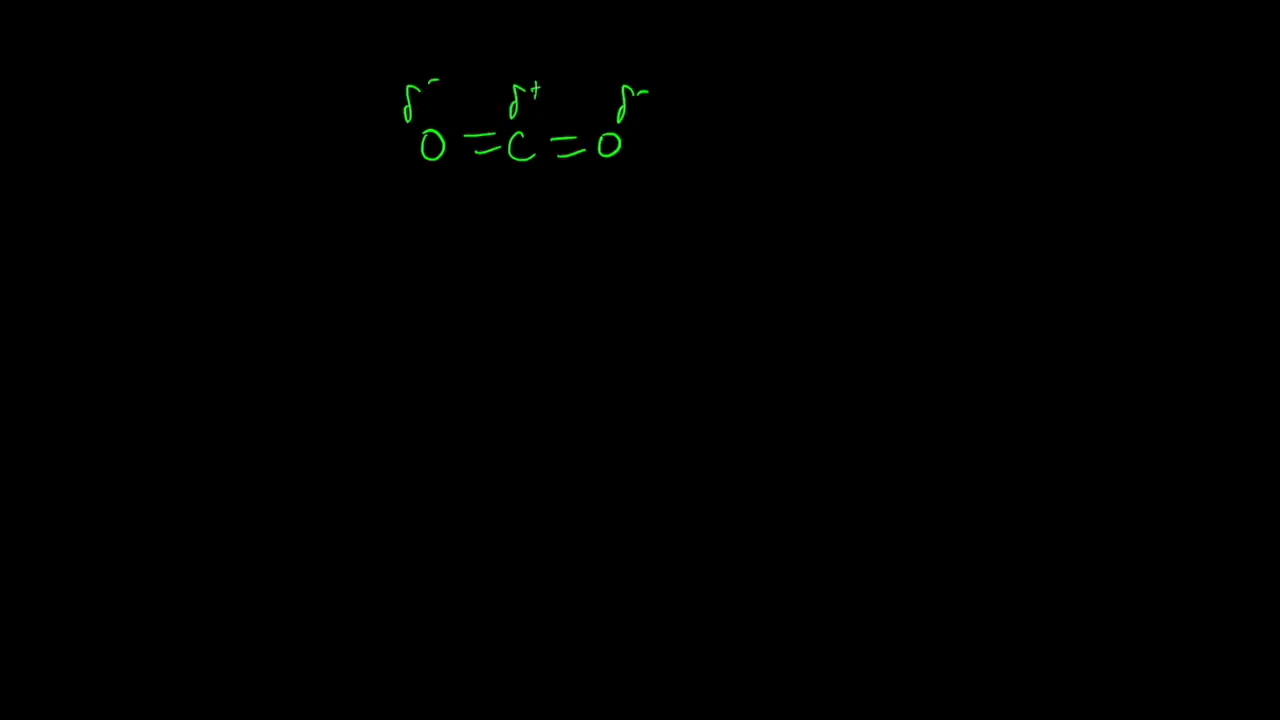 δ⁻ δ⁺ δ⁻
O = C = O